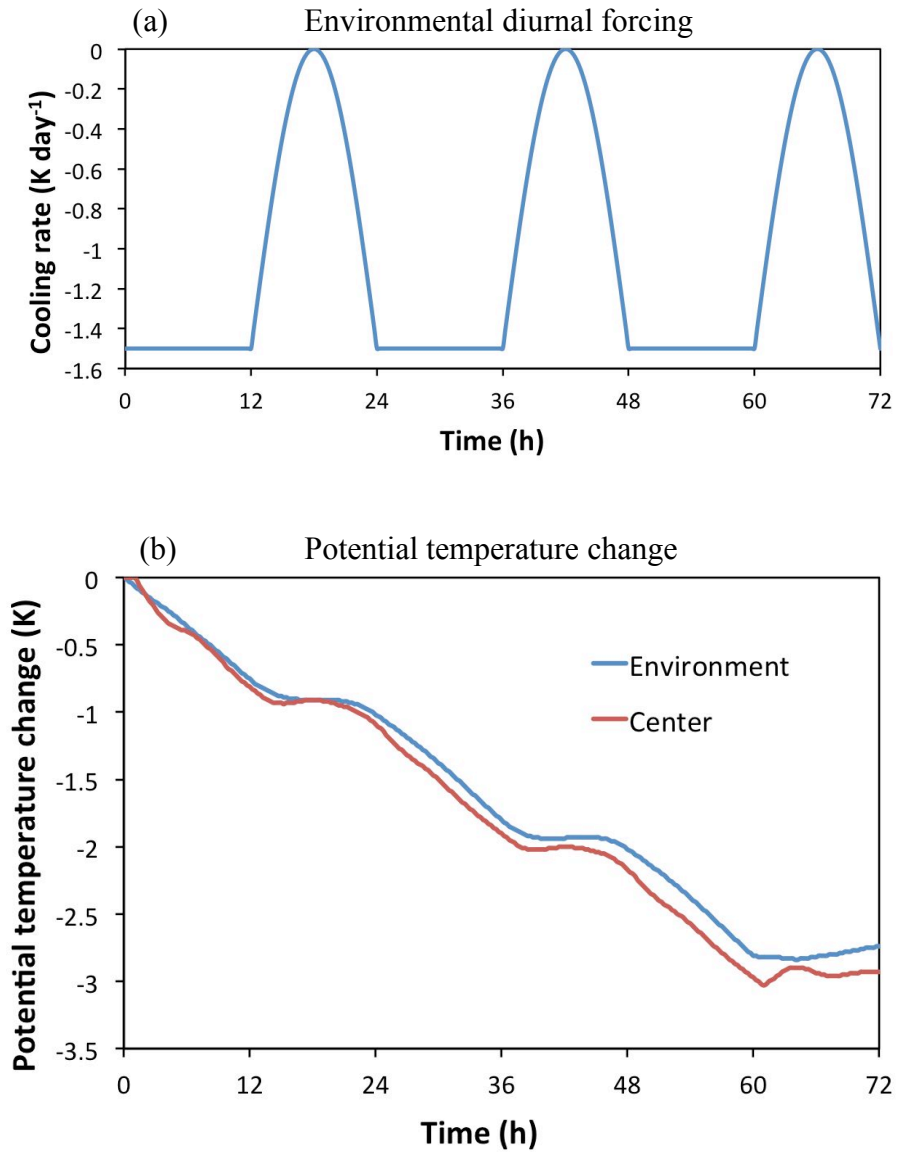 (a) Environmental diurnal forcing
0
-0.2
-0.4
-0.6
-0.8
-1
-1.2
-1.4
-1.6
Cooling rate (K day-1)
0 12 24 36 48 60 72
Time (h)
(b) Potential temperature change
0
-0.5
-1
-1.5
-2
-2.5
-3
-3.5
Potential temperature change (K)
Environment
Center
0 12 24 36 48 60 72
Time (h)